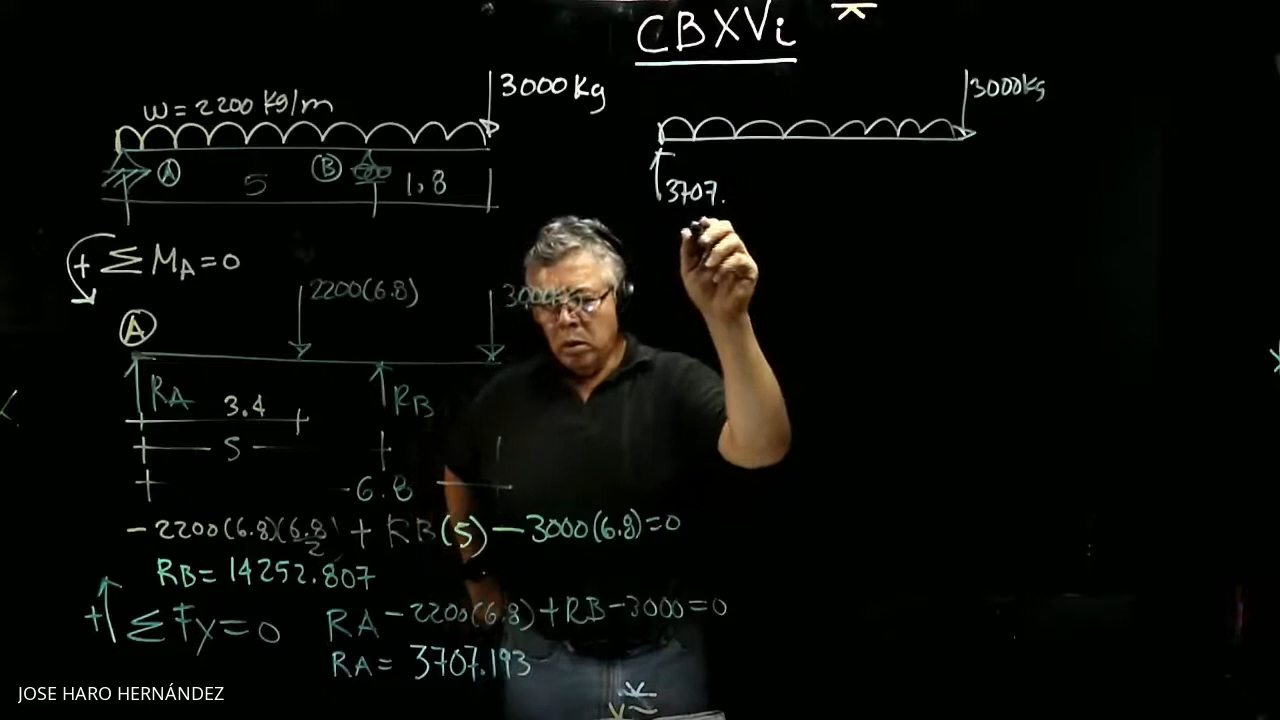 CBXVi
w = 2200 Kg/m
3000 Kg
A
B
5
1,8
+ ΣMA=0
2200(6.8)
A
RA
RB
3.4
5
6.8
-2200(6.8)(6.8/2) + RB(5) - 3000(6.8)=0
RB= 14252.807
+ ΣFy=0
RA -2200(6.8)+RB-3000=0
RA= 3707.193
3000Kg
3707.
JOSE HARO HERNÁNDEZ